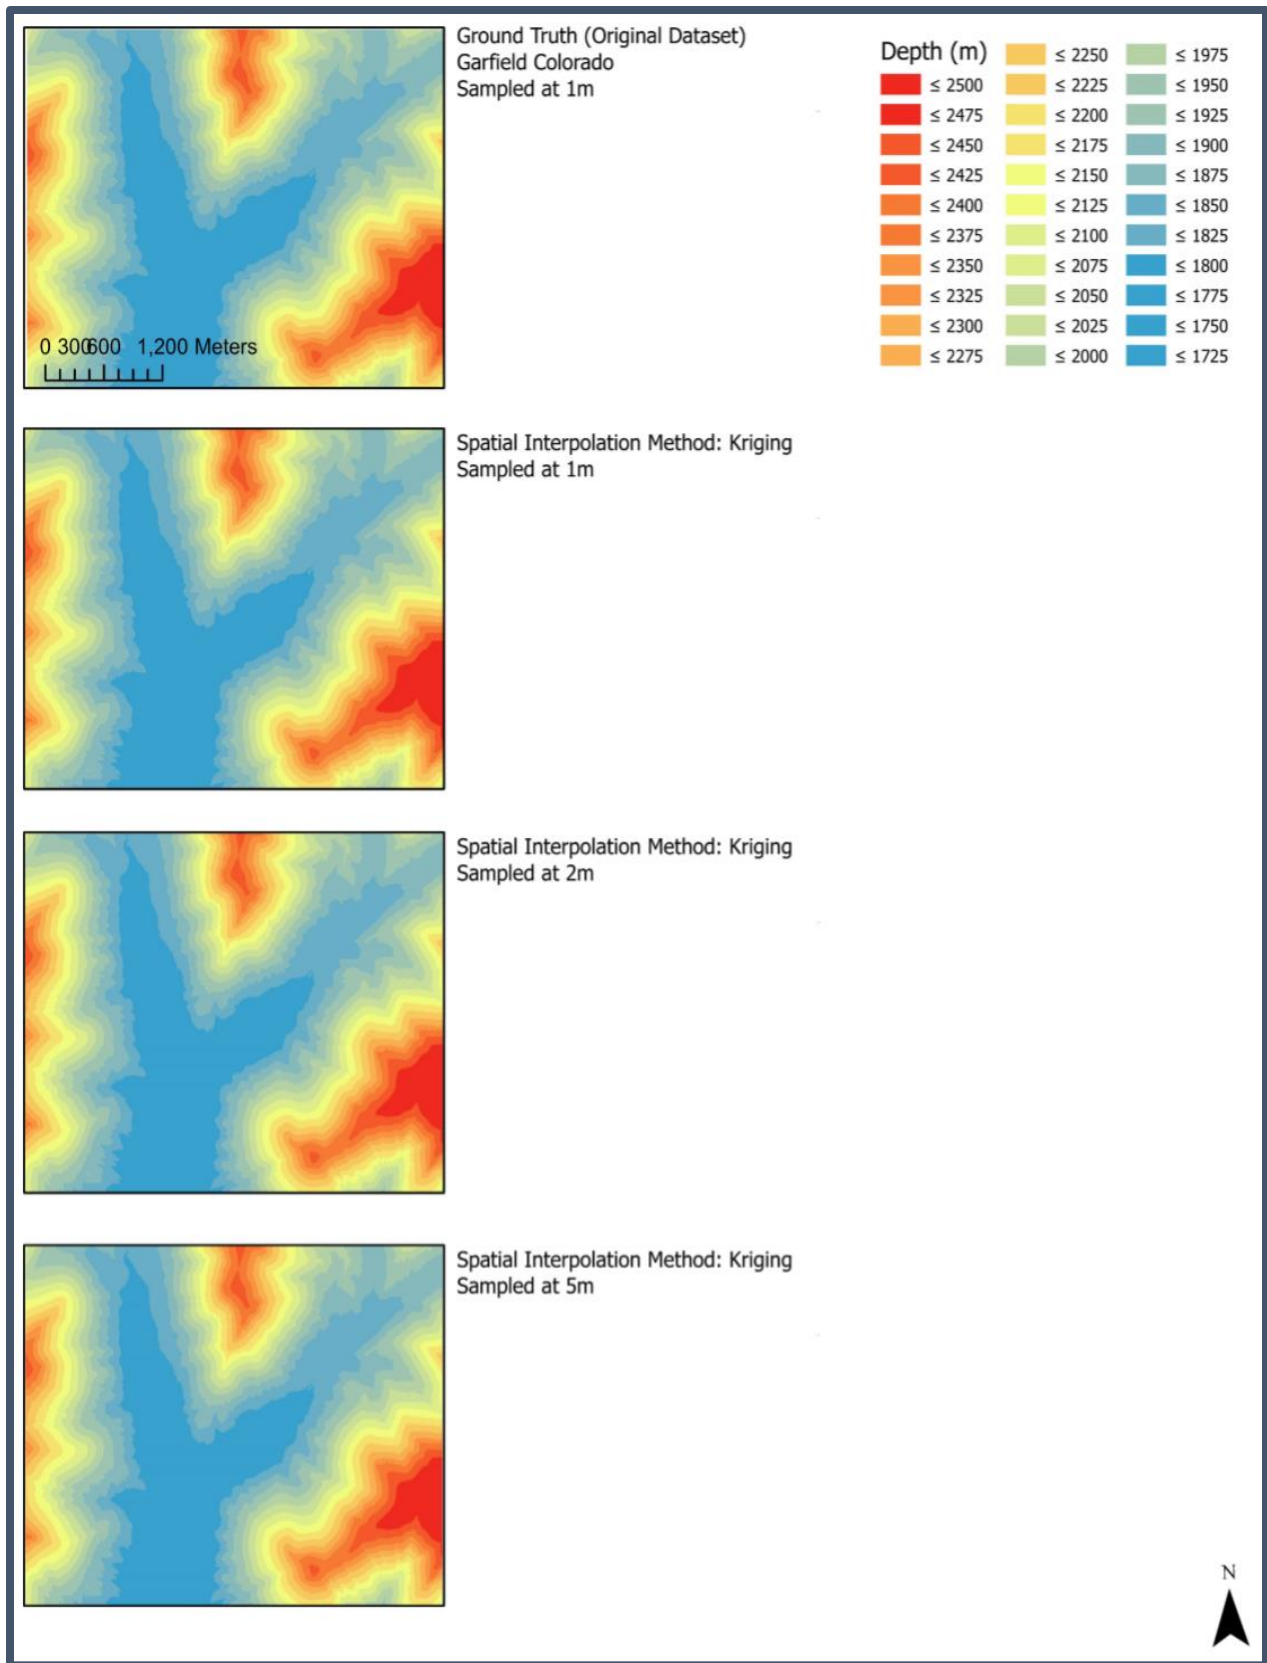 Ground Truth (Original Dataset)
Garfield Colorado
Sampled at 1m
Depth (m)
≤ 2500
≤ 2475
≤ 2450
≤ 2425
≤ 2400
≤ 2375
≤ 2350
≤ 2325
≤ 2300
≤ 2275
≤ 2250
≤ 2225
≤ 2200
≤ 2175
≤ 2150
≤ 2125
≤ 2100
≤ 2075
≤ 2050
≤ 2025
≤ 2000
≤ 1975
≤ 1950
≤ 1925
≤ 1900
≤ 1875
≤ 1850
≤ 1825
≤ 1800
≤ 1775
≤ 1750
≤ 1725
0 300600 1,200 Meters
Spatial Interpolation Method: Kriging
Sampled at 1m
Spatial Interpolation Method: Kriging
Sampled at 2m
Spatial Interpolation Method: Kriging
Sampled at 5m
N